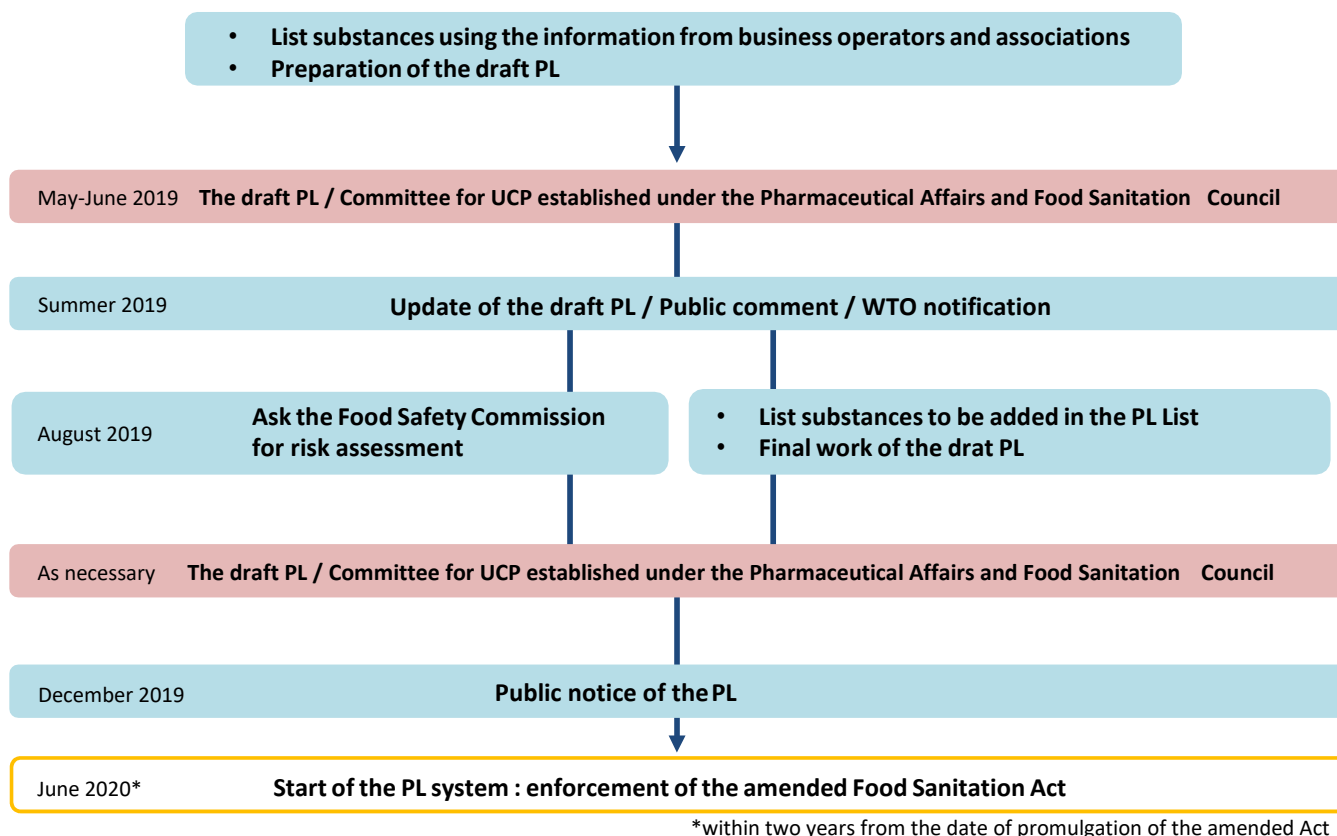 • List substances using the information from business operators and associations
• Preparation of the draft PL
May-June 2019 The draft PL / Committee for UCP established under the Pharmaceutical Affairs and Food Sanitation Council
Summer 2019 Update of the draft PL / Public comment / WTO notification
August 2019
Ask the Food Safety Commission
for risk assessment
• List substances to be added in the PL List
• Final work of the drat PL
As necessary The draft PL / Committee for UCP established under the Pharmaceutical Affairs and Food Sanitation Council
December 2019 Public notice of the PL
June 2020* Start of the PL system : enforcement of the amended Food Sanitation Act
*within two years from the date of promulgation of the amended Act